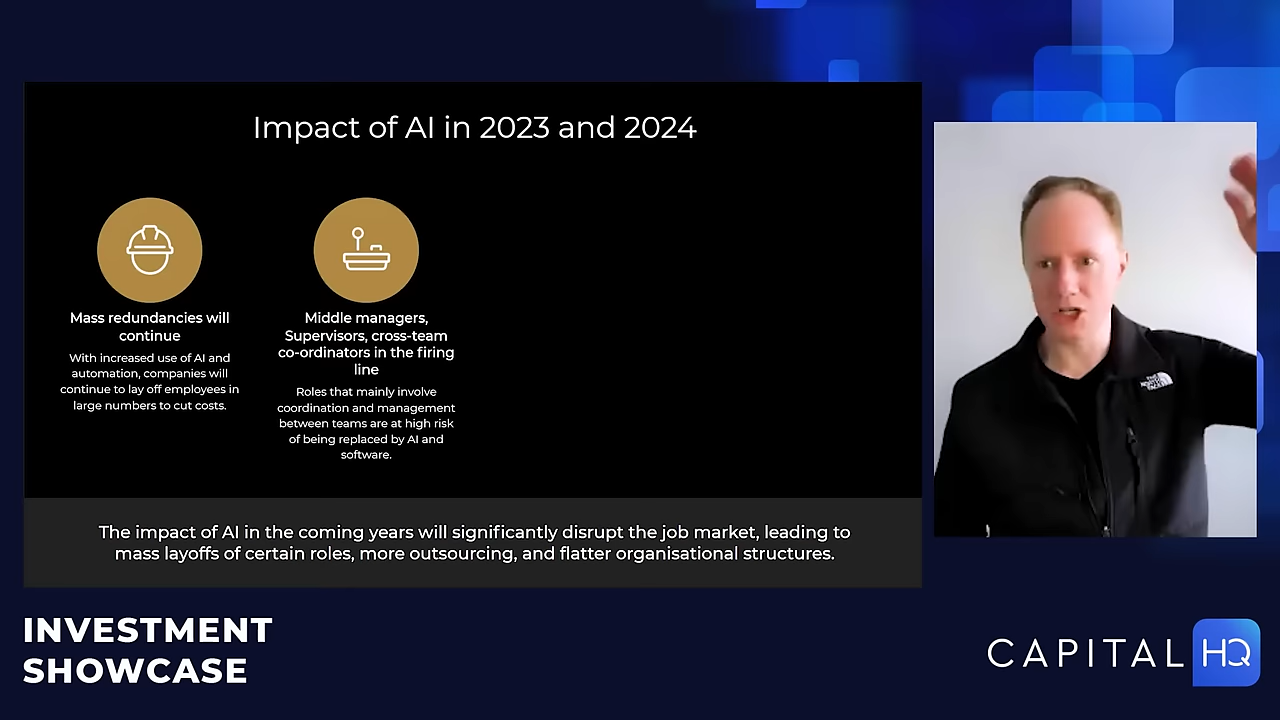 Impact of AI in 2023 and 2024
Mass redundancies will
continue
With increased use of AI and
automation, companies will
continue to lay off employees in
large numbers to cut costs.
Middle managers,
Supervisors, cross-team
co-ordinators in the firing
line
Roles that mainly involve
coordination and management
between teams are at high risk
of being replaced by AI and
software.
The impact of AI in the coming years will significantly disrupt the job market, leading to
mass layoffs of certain roles, more outsourcing, and flatter organisational structures.
THE
NORTH
FACE
INVESTMENT
SHOWCASE
CAPITAL HQ